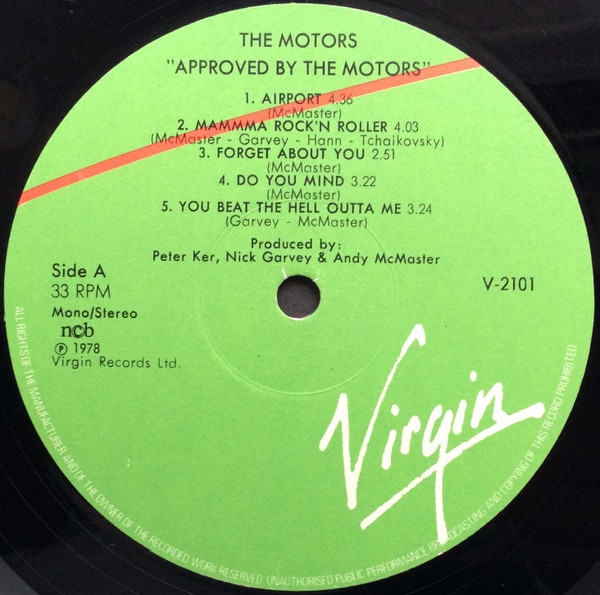 THE MOTORS
"APPROVED BY THE MOTORS"
1. AIRPORT 4.36
(McMaster)
2. MAMMMA ROCK'N ROLLER 4.03
(McMaster - Garvey - Hann - Tchaikovsky)
3. FORGET ABOUT YOU 2.51
(McMaster)
4. DO YOU MIND 3.22
(McMaster)
5. YOU BEAT THE HELL OUTTA ME 3.24
(Garvey - McMaster)
Produced by:
Peter Ker, Nick Garvey & Andy McMaster
Side A
33 RPM
V-2101
Mono/Stereo
ncb
℗ 1978
Virgin Records Ltd.
Virgin
ALL RIGHTS OF THE MANUFACTURER AND OF THE OWNER OF THE RECORDED WORK RESERVED UNAUTHORISED PUBLIC PERFORMANCE BROADCASTING AND COPYING OF THIS RECORD PROHIBITED